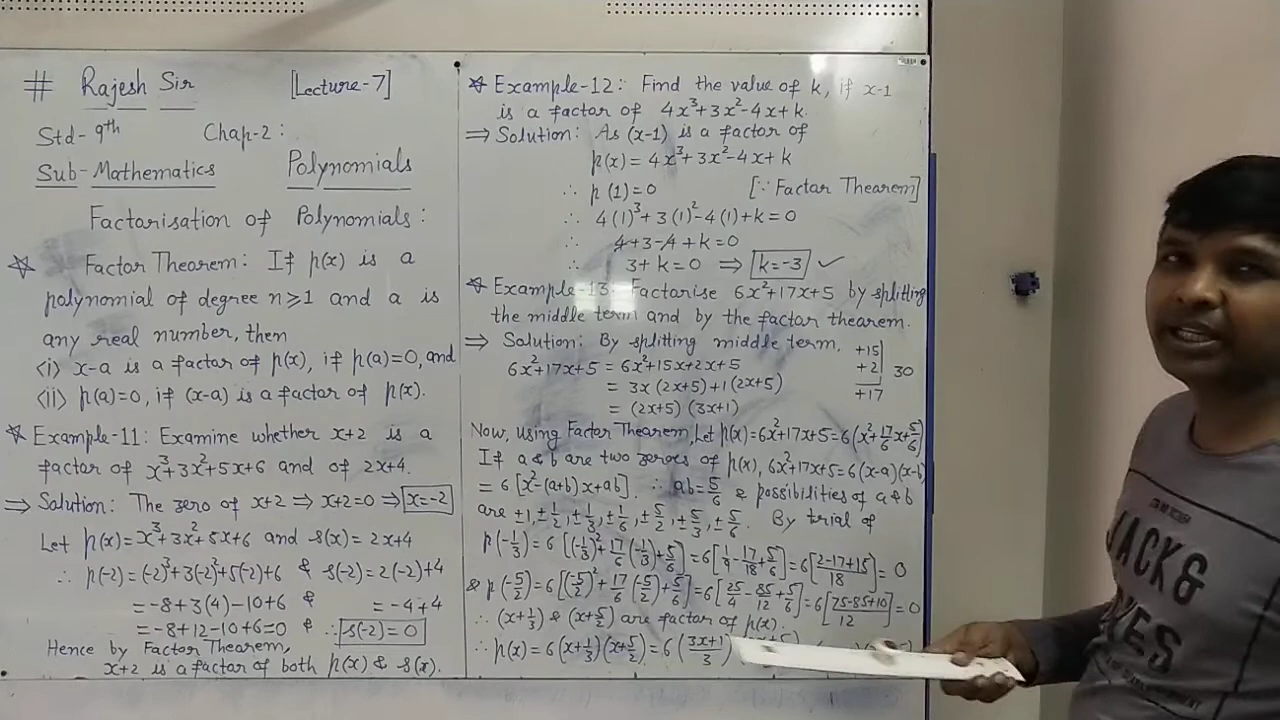 # Rajesh Sir [Lecture-7]
Std-9th Chap-2:
Sub-Mathematics Polynomials
Factorisation of Polynomials:
☆ Factor Theorem: If p(x) is a
polynomial of degree n≥1 and a is
any real number, then
<i> x-a is a factor of p(x), if p(a)=0, and
<ii> p(a)=0, if (x-a) is a factor of p(x).
☆ Example-11: Examine whether x+2 is a
factor of x³+3x²+5x+6 and of 2x+4.
⇒ Solution: The zero of x+2 ⇒ x+2=0 ⇒ x=-2
Let p(x)=x³+3x²+5x+6 and s(x)=2x+4
∴ p(-2)=(-2)³+3(-2)²+5(-2)+6 & s(-2)=2(-2)+4
=-8+3(4)-10+6 & =-4+4
=-8+12-10+6=0 & ∴ s(-2)=0
Hence by Factor Theorem,
x+2 is a factor of both p(x) & s(x).
☆ Example-12: Find the value of k, if x-1
is a factor of 4x³+3x²-4x+k.
⇒ Solution: As (x-1) is a factor of
p(x)=4x³+3x²-4x+k
∴ p(1)=0 [∵ Factor Theorem]
∴ 4(1)³+3(1)²-4(1)+k=0
∴ 4+3-4+k=0
∴ 3+k=0 ⇒ k=-3 ✓
☆ Example-13: Factorise 6x²+17x+5 by splitting
the middle term and by the factor theorem.
⇒ Solution: By splitting middle term,
6x²+17x+5 = 6x²+15x+2x+5
= 3x(2x+5)+1(2x+5)
= (2x+5)(3x+1)
+15
+2 30
+17
Now, using Factor Theorem, Let p(x)=6x²+17x+5=6(x²+17/6x+5/6)
If a & b are two zeroes of p(x), 6x²+17x+5=6(x-a)(x-b)
=6[x²-(a+b)x+ab]. ∴ ab=5/6 & possibilities of a & b
are ±1, ±1/2, ±1/3, ±1/6, ±5/2, ±5/3, ±5/6. By trial of
p(-1/3)=6[(-1/3)²+17/6(-1/3)+5/6]=6[1/9-17/18+5/6]=6[2-17+15/18]=0
& p(-5/2)=6[(-5/2)²+17/6(-5/2)+5/6]=6[25/4-85/12+5/6]=6[75-85+10/12]=0
∴ (x+1/3) & (x+5/2) are factor of p(x).
∴ p(x)=6(x+1/3)(x+5/2)=6(3x+1/3)
JACK &